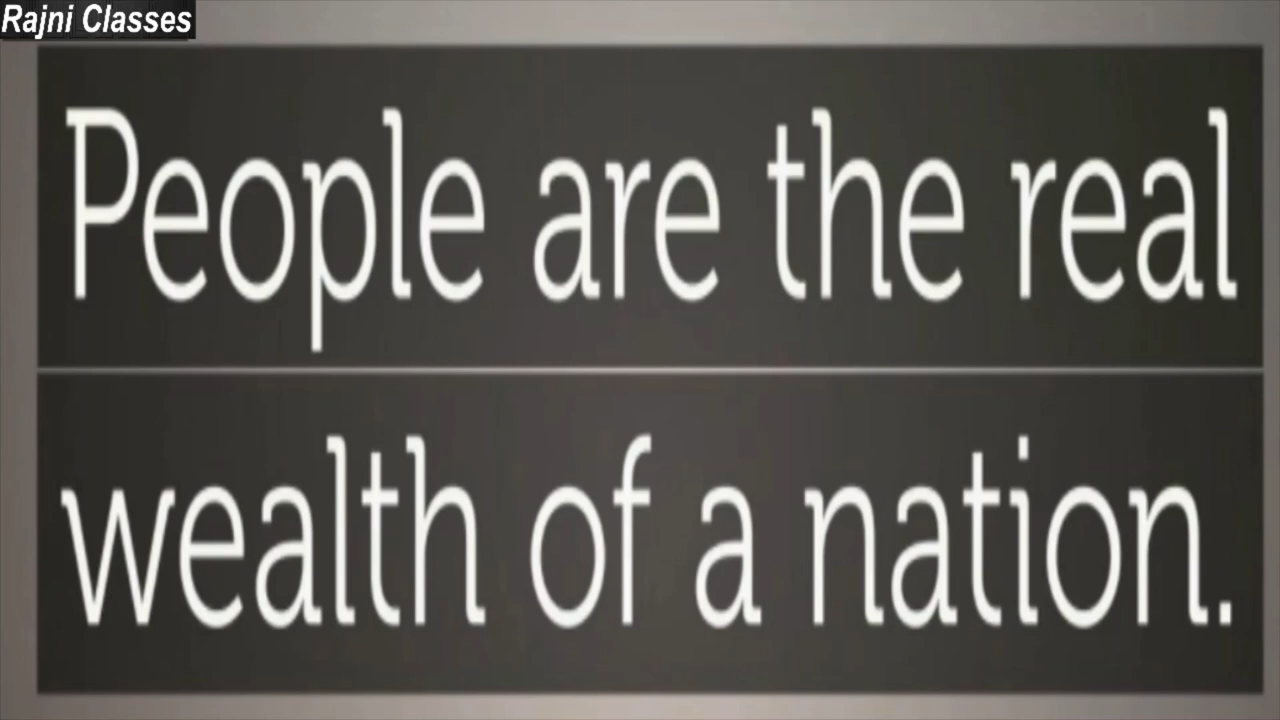 Rajni Classes
People are the real
wealth of a nation.